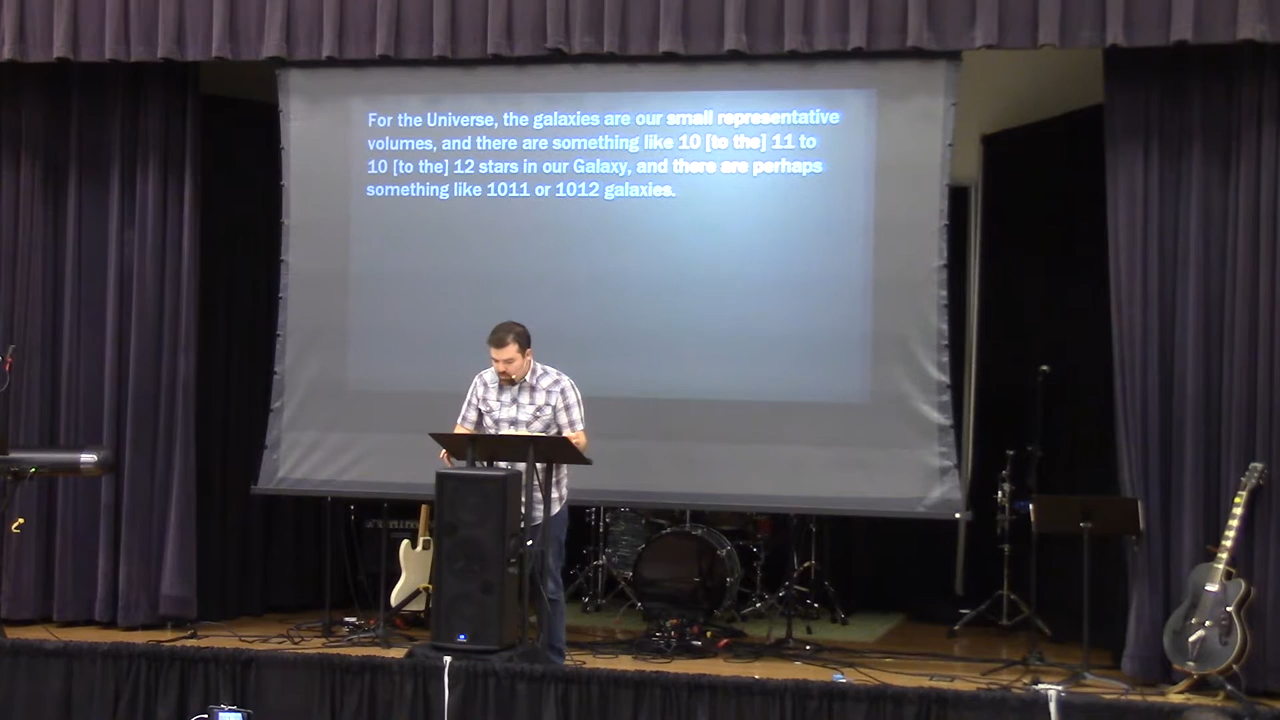 For the Universe, the galaxies are our small representative
volumes, and there are something like 10 [to the] 11 to
10 [to the] 12 stars in our Galaxy, and there are perhaps
something like 1011 or 1012 galaxies.